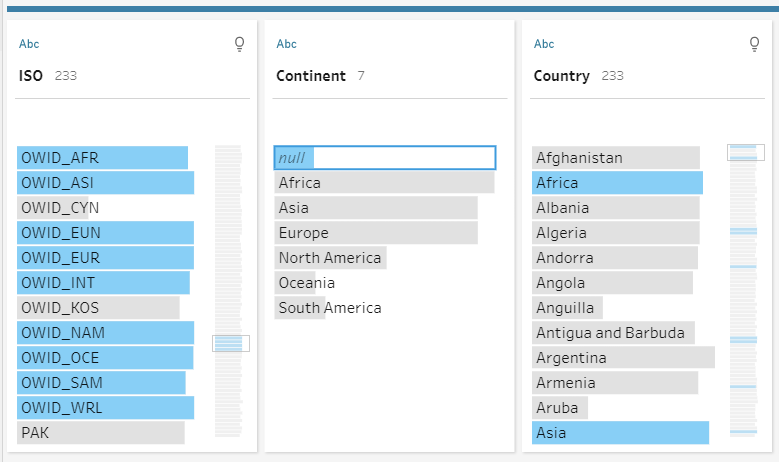 Abc
ISO 233
OWID_AFR
OWID_ASI
OWID_CYN
OWID_EUN
OWID_EUR
OWID_INT
OWID_KOS
OWID_NAM
OWID_OCE
OWID_SAM
OWID_WRL
PAK
Abc
Continent 7
null
Africa
Asia
Europe
North America
Oceania
South America
Abc
Country 233
Afghanistan
Africa
Albania
Algeria
Andorra
Angola
Anguilla
Antigua and Barbuda
Argentina
Armenia
Aruba
Asia